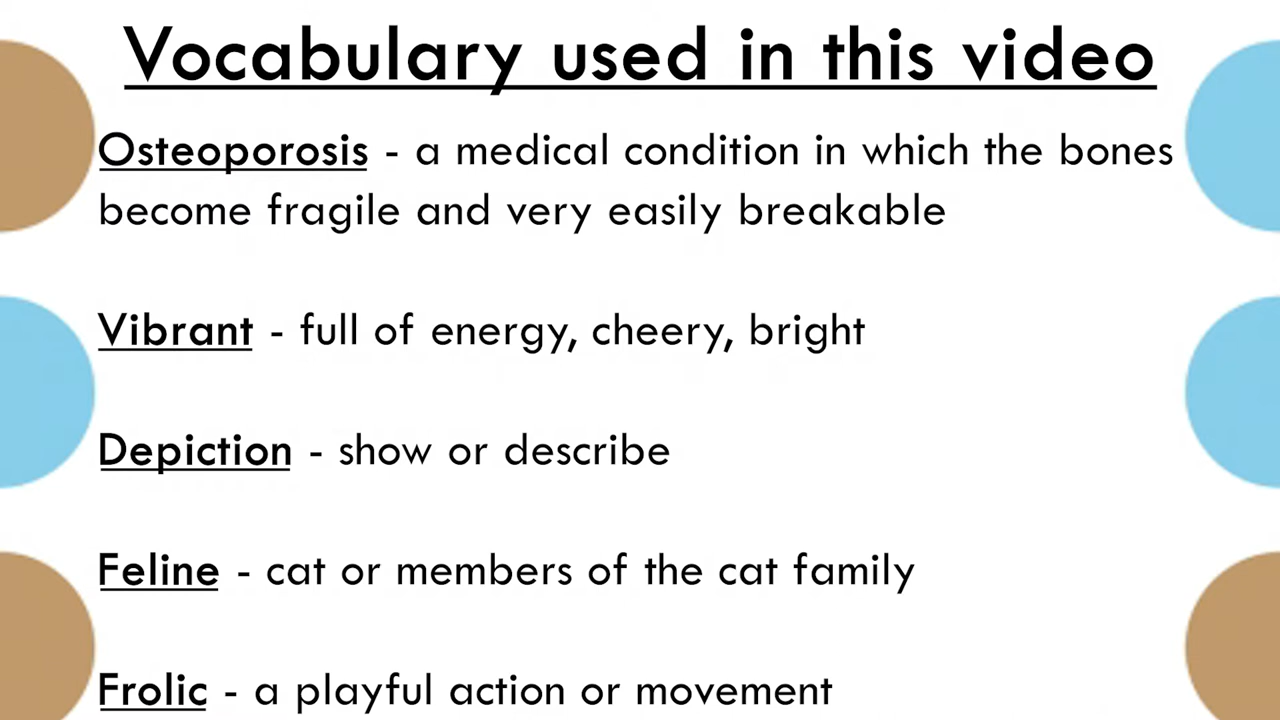 Vocabulary used in this video
Osteoporosis - a medical condition in which the bones
become fragile and very easily breakable
Vibrant - full of energy, cheery, bright
Depiction - show or describe
Feline - cat or members of the cat family
Frolic - a playful action or movement